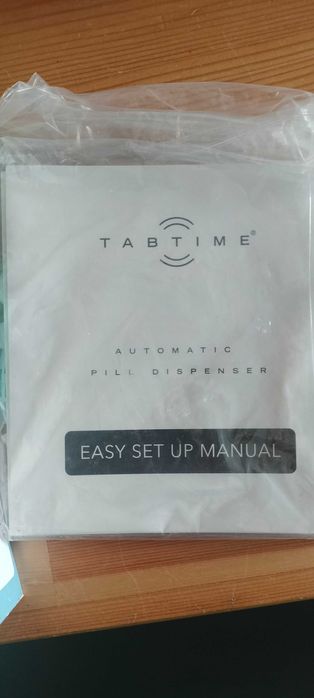 TABTIME®
AUTOMATIC
PILL DISPENSER
EASY SET UP MANUAL